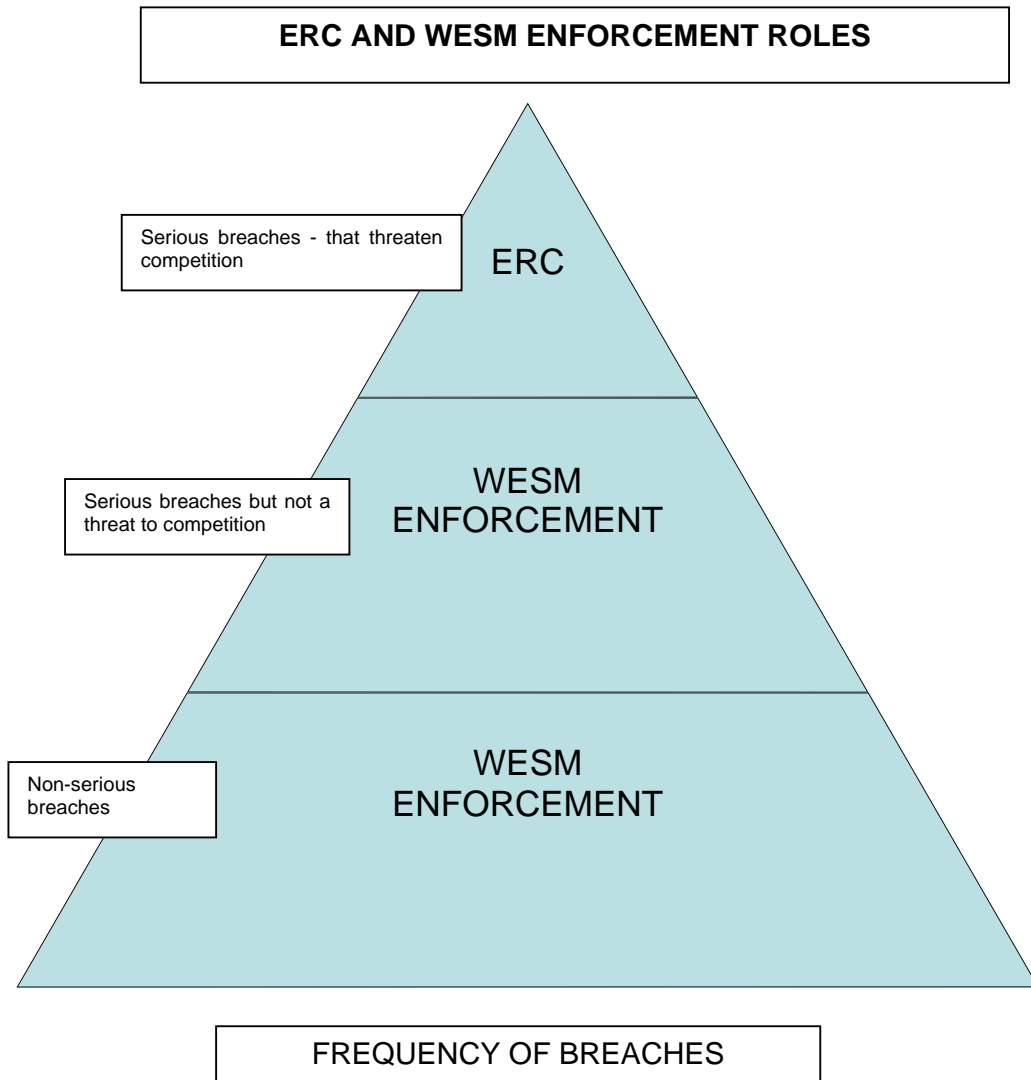 ERC AND WESM ENFORCEMENT ROLES
Serious breaches - that threaten
competition
ERC
WESM
ENFORCEMENT
Serious breaches but not a
threat to competition
WESM
ENFORCEMENT
Non-serious
breaches
FREQUENCY OF BREACHES